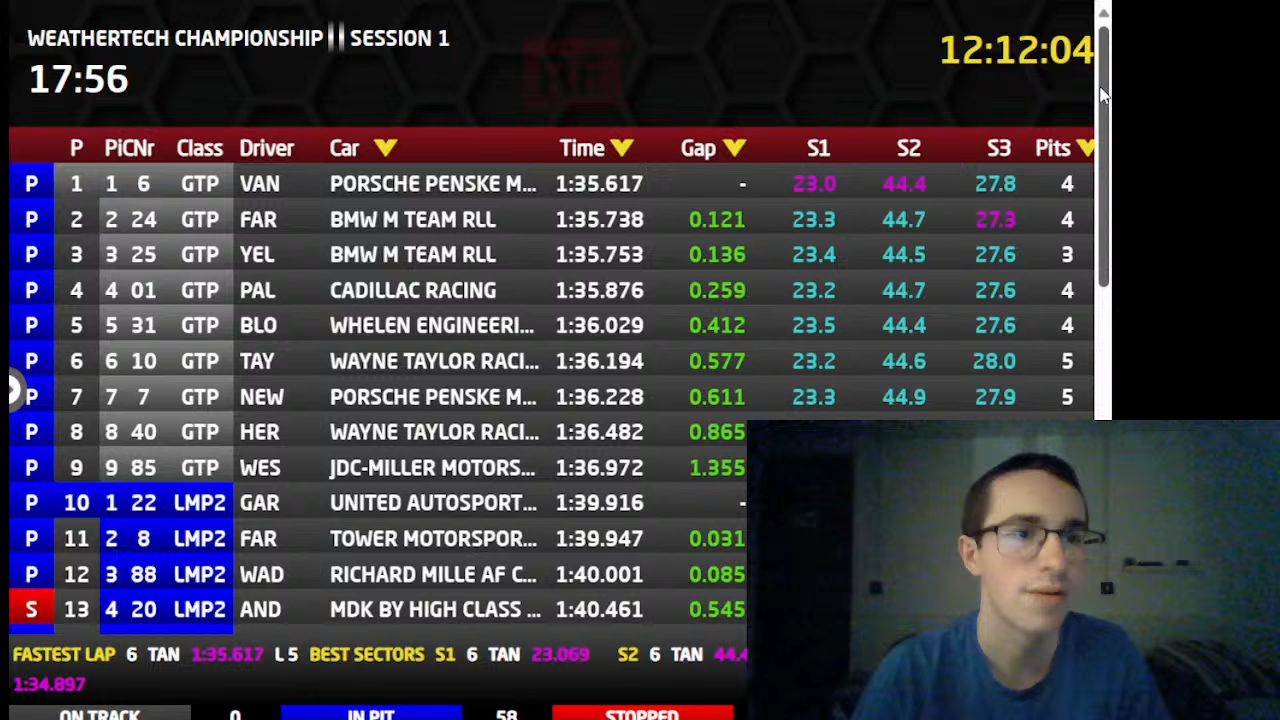 WEATHERTECH CHAMPIONSHIP || SESSION 1
17:56
12:12:04
P PiC Nr Class Driver Car Time Gap S1 S2 S3 Pits
P 1 1 6 GTP VAN PORSCHE PENSKE M... 1:35.617 - 23.0 44.4 27.8 4
P 2 2 24 GTP FAR BMW M TEAM RLL 1:35.738 0.121 23.3 44.7 27.3 4
P 3 3 25 GTP YEL BMW M TEAM RLL 1:35.753 0.136 23.4 44.5 27.6 3
P 4 4 01 GTP PAL CADILLAC RACING 1:35.876 0.259 23.2 44.7 27.6 4
P 5 5 31 GTP BLO WHELEN ENGINEERI... 1:36.029 0.412 23.5 44.4 27.6 4
P 6 6 10 GTP TAY WAYNE TAYLOR RACI... 1:36.194 0.577 23.2 44.6 28.0 5
P 7 7 7 GTP NEW PORSCHE PENSKE M... 1:36.228 0.611 23.3 44.9 27.9 5
P 8 8 40 GTP HER WAYNE TAYLOR RACI... 1:36.482 0.865
P 9 9 85 GTP WES JDC-MILLER MOTORS... 1:36.972 1.355
P 10 1 22 LMP2 GAR UNITED AUTOSPORT... 1:39.916 -
P 11 2 8 LMP2 FAR TOWER MOTORSPOR... 1:39.947 0.031
P 12 3 88 LMP2 WAD RICHARD MILLE AF C... 1:40.001 0.085
S 13 4 20 LMP2 AND MDK BY HIGH CLASS ... 1:40.461 0.545
FASTEST LAP 6 TAN 1:35.617 L 5 BEST SECTORS S1 6 TAN 23.069 S2 6 TAN 44.4
1:34.897
ON TRACK 0 IN PIT 58 STOPPED